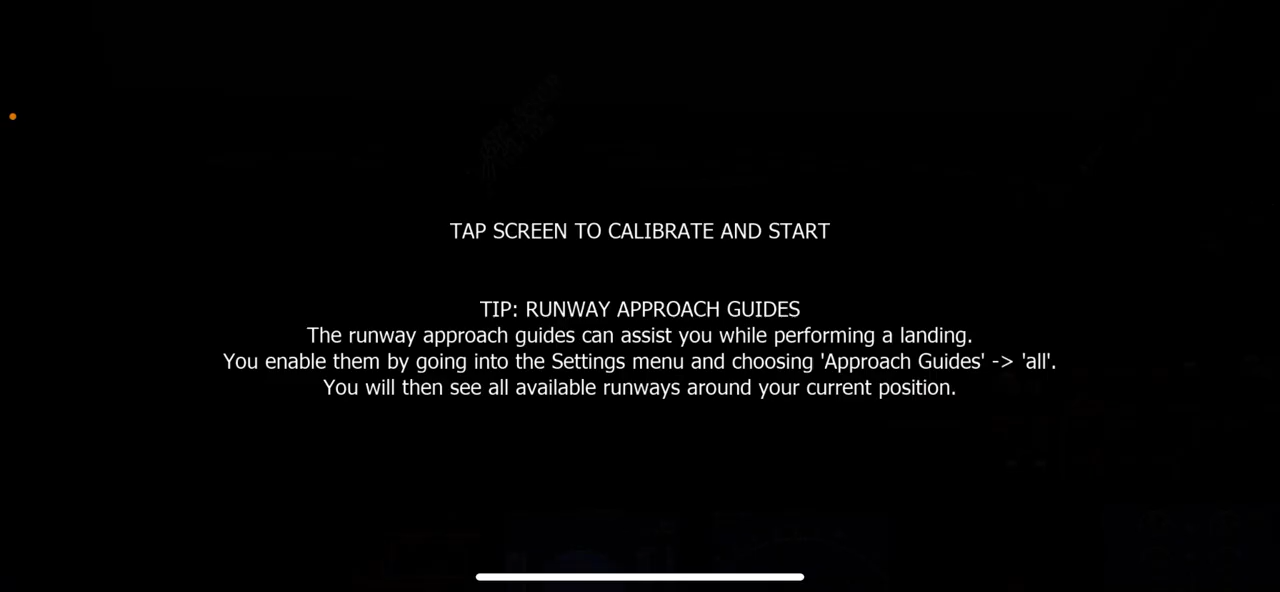 TAP SCREEN TO CALIBRATE AND START
TIP: RUNWAY APPROACH GUIDES
The runway approach guides can assist you while performing a landing.
You enable them by going into the Settings menu and choosing 'Approach Guides' -> 'all'.
You will then see all available runways around your current position.